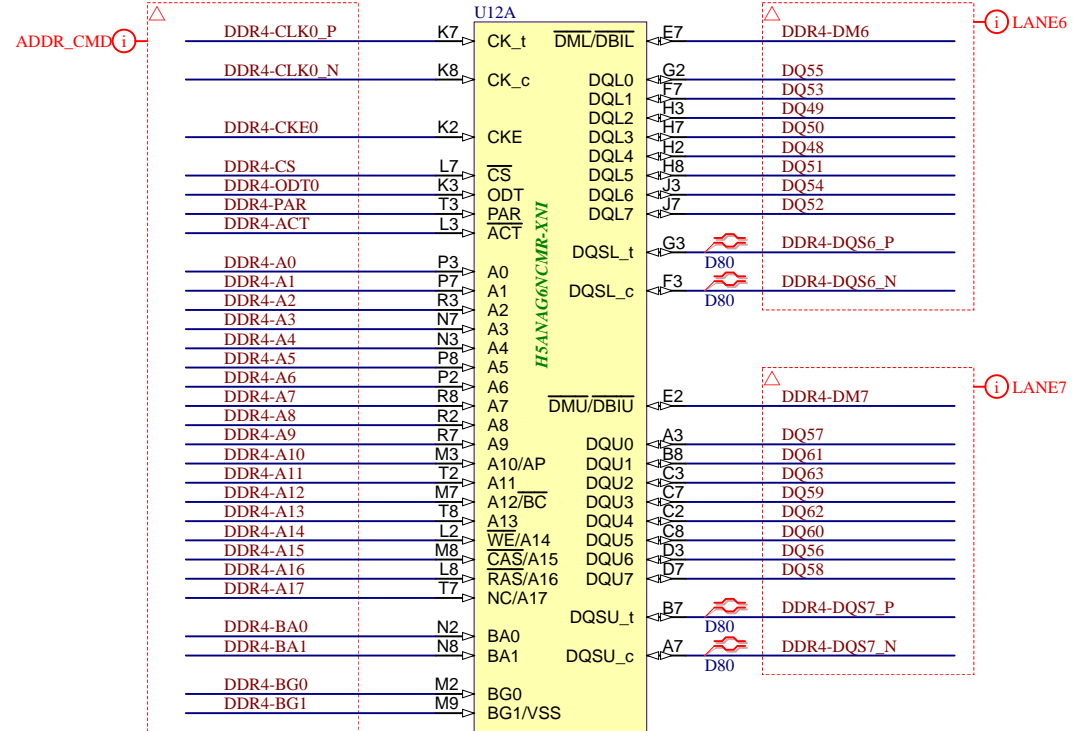 U12A
ADDR_CMD i
i LANE6
DDR4-CLK0_P K7 CK_t DML/DBIL E7 DDR4-DM6
DDR4-CLK0_N K8 CK_c DQL0 G2 DQ55
DQL1 F7 DQ53
DQL2 H3 DQ49
DDR4-CKE0 K2 CKE DQL3 H7 DQ50
DQL4 H2 DQ48
DDR4-CS L7 CS DQL5 H8 DQ51
DDR4-ODT0 K3 ODT DQL6 J3 DQ54
DDR4-PAR T3 PAR DQL7 J7 DQ52
DDR4-ACT L3 ACT
DQSL_t G3 D80 DDR4-DQS6_P
DDR4-A0 P3 A0
DDR4-A1 P7 A1 DQSL_c F3 D80 DDR4-DQS6_N
DDR4-A2 R3 A2
DDR4-A3 N7 A3
DDR4-A4 N3 A4
DDR4-A5 P8 A5
H5ANAG6NCMR-XNI
DDR4-A6 P2 A6
i LANE7
DDR4-A7 R8 A7 DMU/DBIU E2 DDR4-DM7
DDR4-A8 R2 A8
DDR4-A9 R7 A9 DQU0 A3 DQ57
DDR4-A10 M3 A10/AP DQU1 B8 DQ61
DDR4-A11 T2 A11 DQU2 C3 DQ63
DDR4-A12 M7 A12/BC DQU3 C7 DQ59
DDR4-A13 T8 A13 DQU4 C2 DQ62
DDR4-A14 L2 WE/A14 DQU5 C8 DQ60
DDR4-A15 M8 CAS/A15 DQU6 D3 DQ56
DDR4-A16 L8 RAS/A16 DQU7 D7 DQ58
DDR4-A17 T7 NC/A17
DQSU_t B7 D80 DDR4-DQS7_P
DDR4-BA0 N2 BA0
DDR4-BA1 N8 BA1 DQSU_c A7 D80 DDR4-DQS7_N
DDR4-BG0 M2 BG0
DDR4-BG1 M9 BG1/VSS